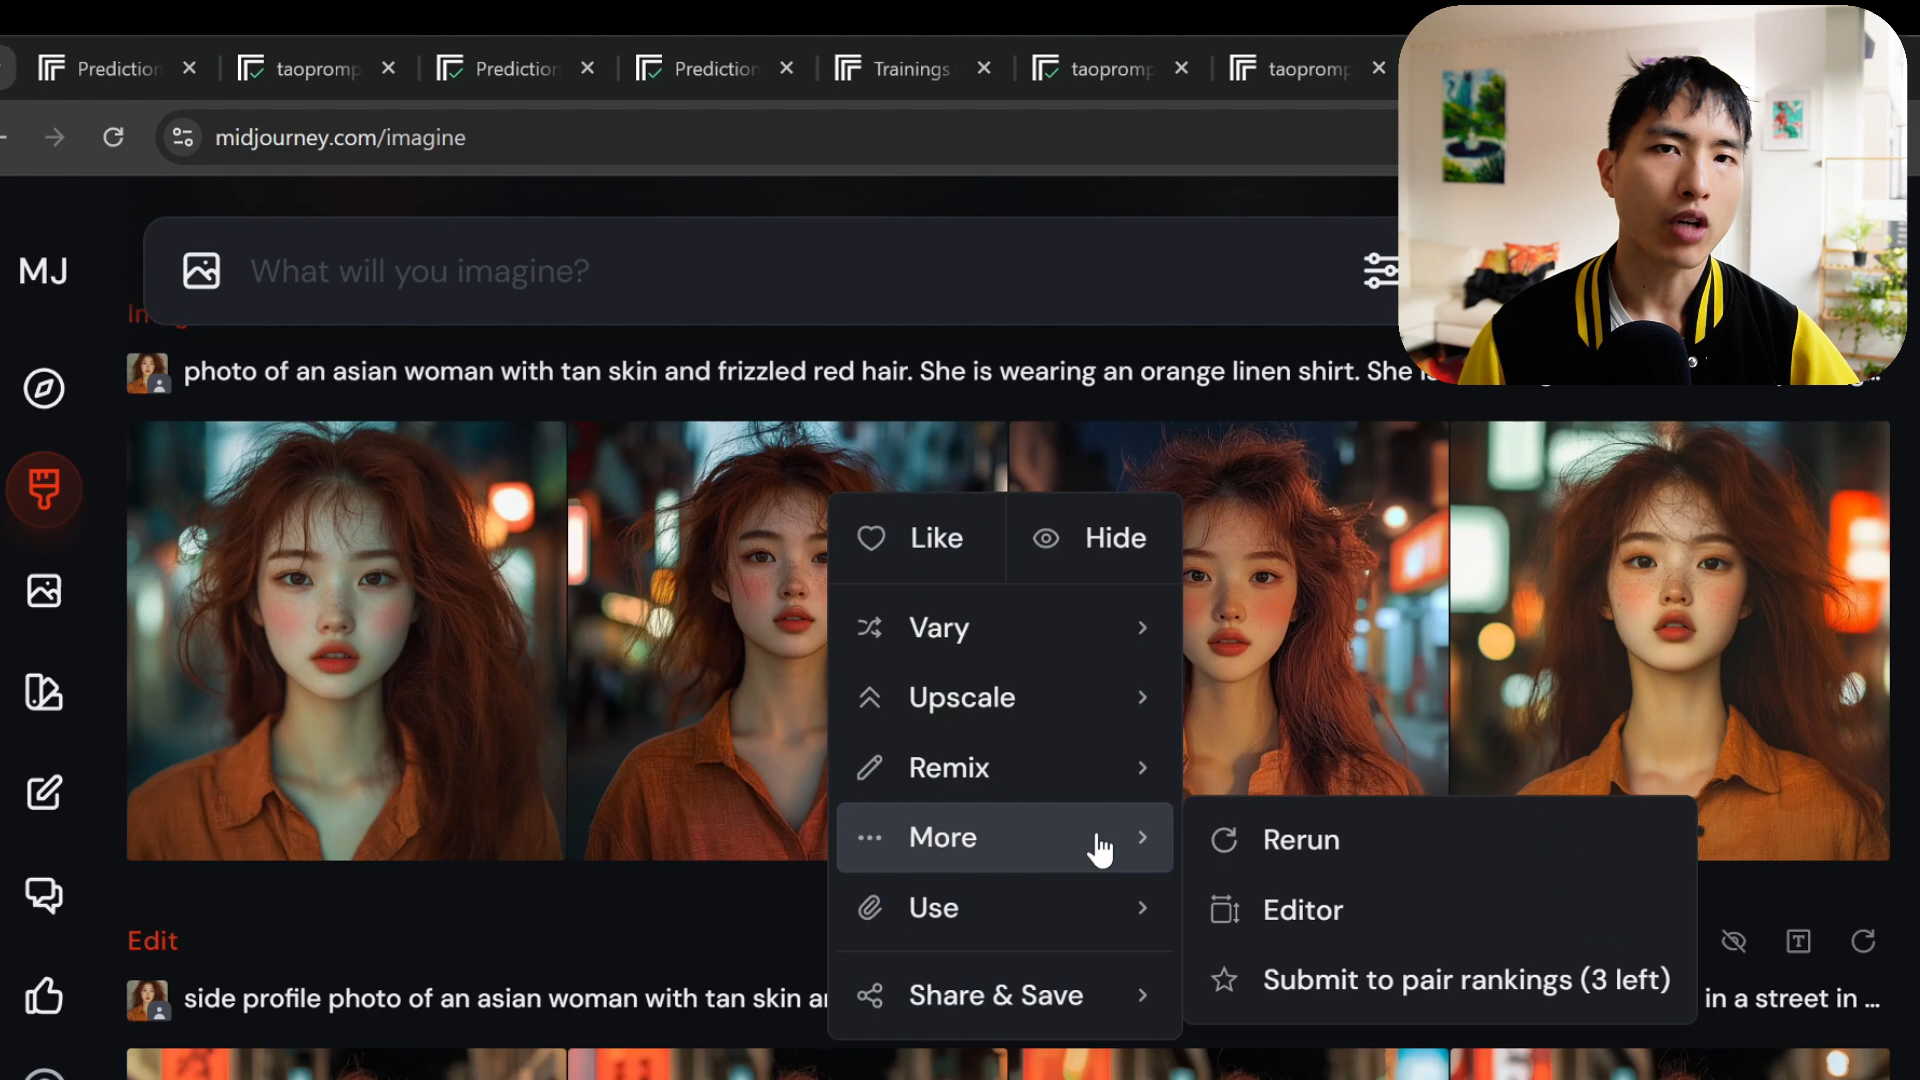 Prediction
taopromp
Prediction
Prediction
Trainings
taopromp
taopromp
midjourney.com/imagine
MJ
What will you imagine?
photo of an asian woman with tan skin and frizzled red hair. She is wearing an orange linen shirt. She
Like
Hide
Vary
Upscale
Remix
More
Rerun
Use
Editor
Edit
Submit to pair rankings (3 left)
Share & Save
side profile photo of an asian woman with tan skin
in a street in ...